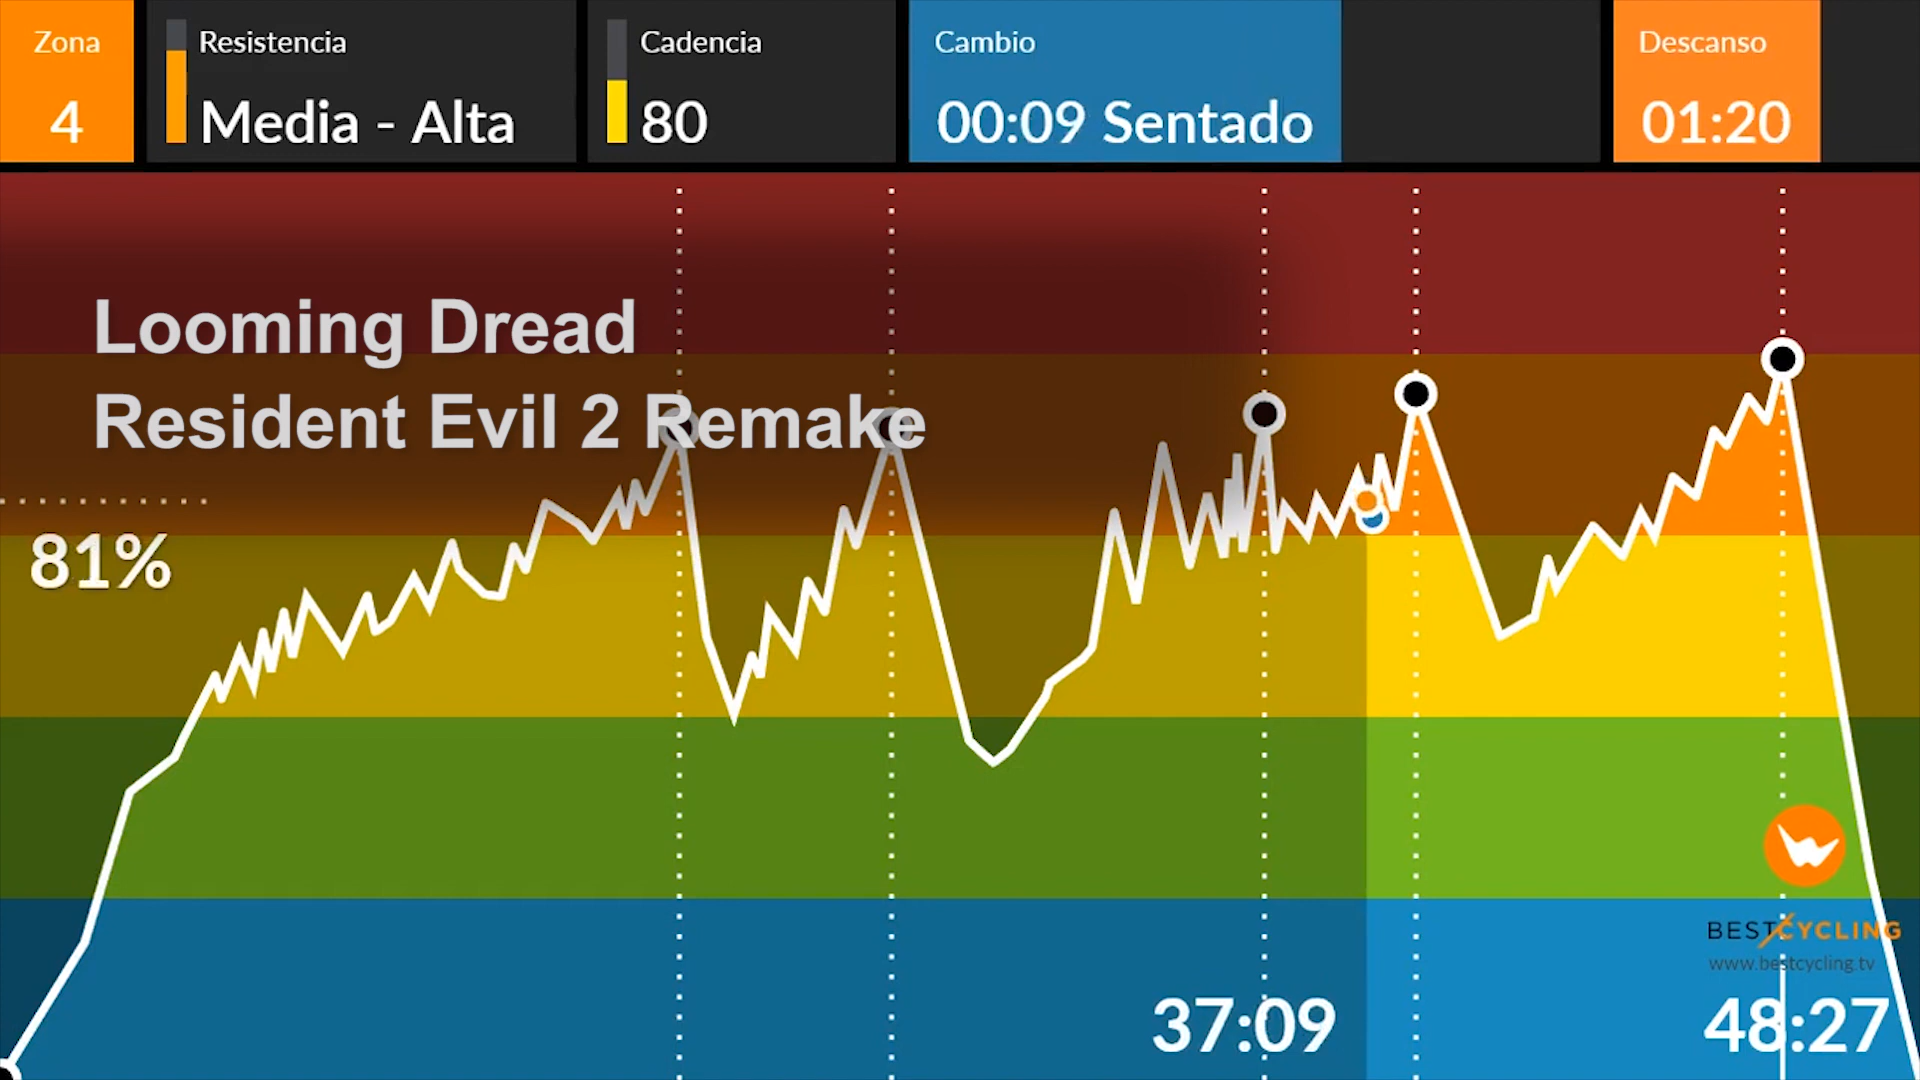 Zona
4
Resistencia
Media - Alta
Cadencia
80
Cambio
00:09 Sentado
Descanso
01:20
Looming Dread
Resident Evil 2 Remake
81%
BESTCYCLING
www.bestcycling.tv
37:09
48:27